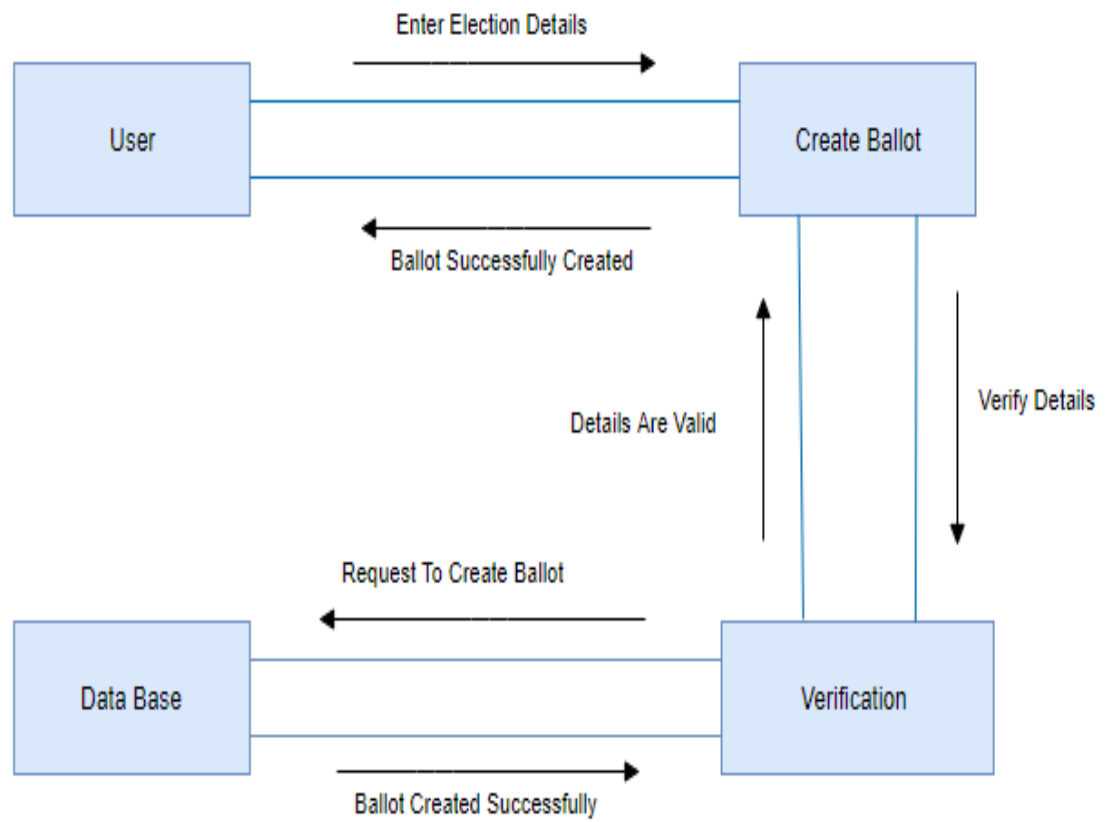 Enter Election Details
User
Create Ballot
Ballot Successfully Created
Verify Details
Details Are Valid
Request To Create Ballot
Data Base
Verification
Ballot Created Successfully